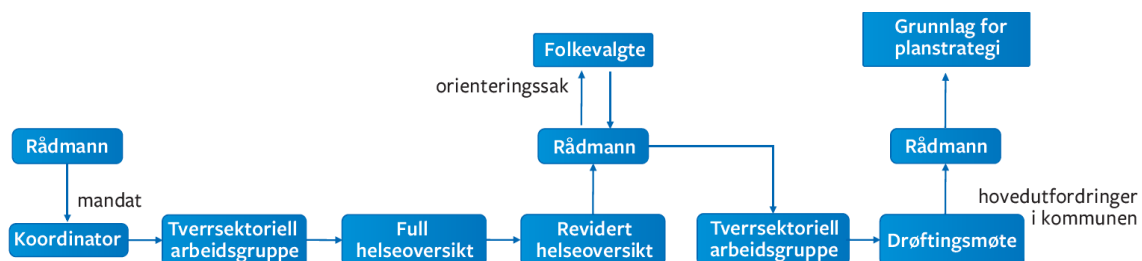 Grunnlag for
planstrategi
Folkevalgte
orienteringssak
Rådmann
Rådmann
Rådmann
mandat
hovedutfordringer
i kommunen
Koordinator
Tverrsektoriell
arbeidsgruppe
Full
helseoversikt
Revidert
helseoversikt
Tverrsektoriell
arbeidsgruppe
Drøftingsmøte